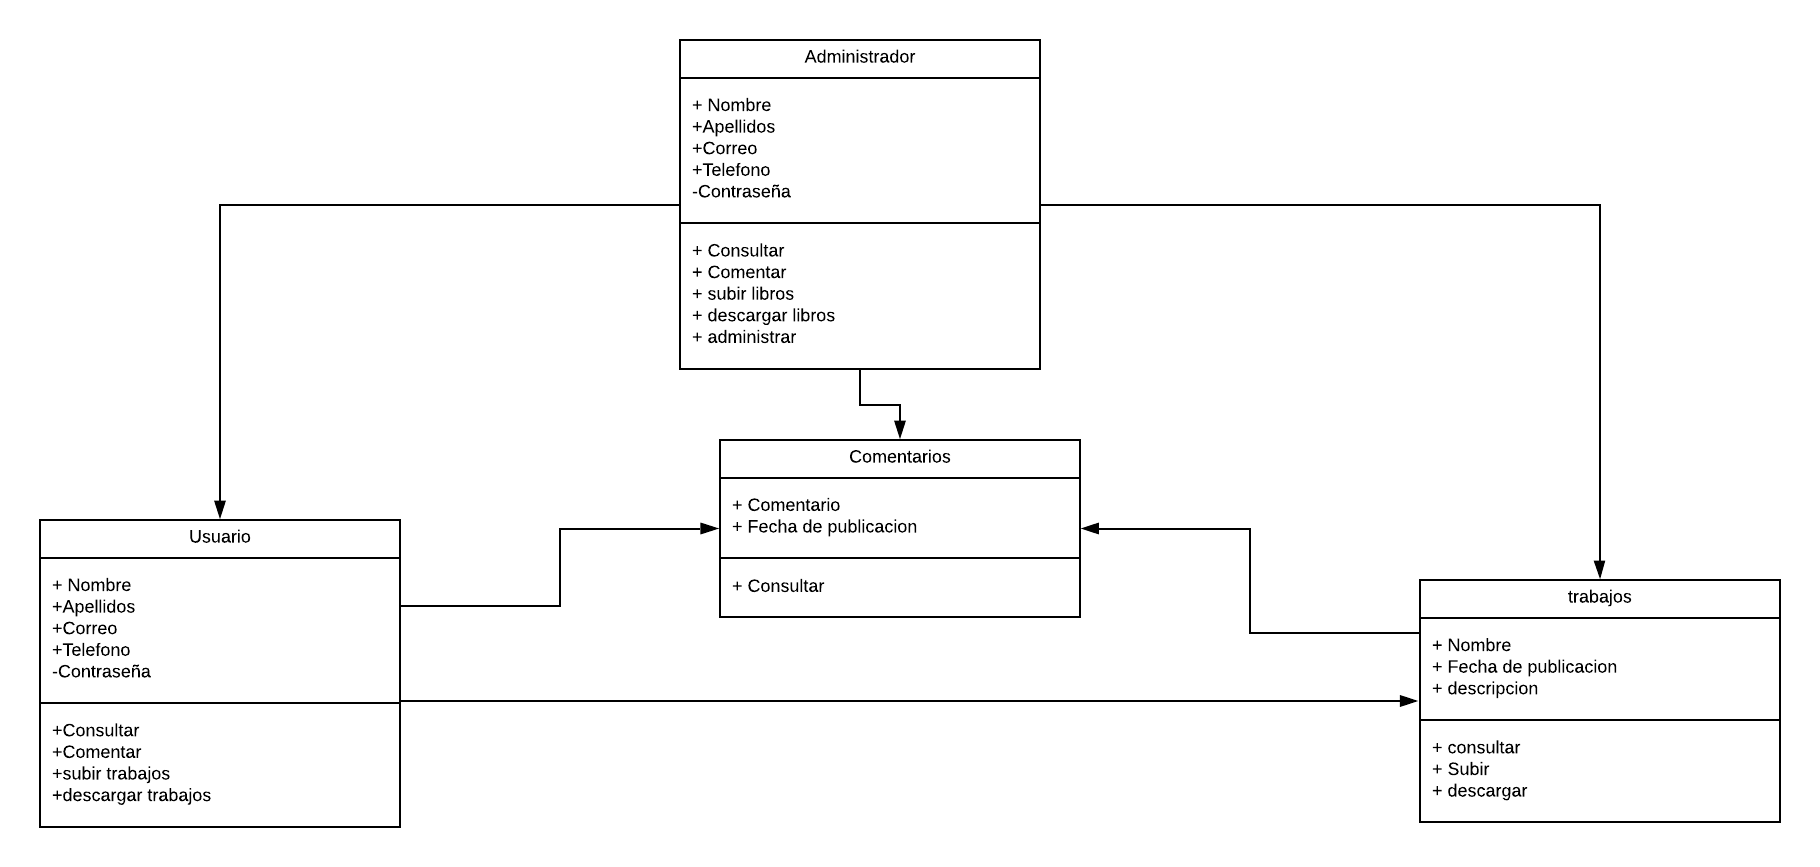 Administrador
+ Nombre
+Apellidos
+Correo
+Telefono
-Contraseña
+ Consultar
+ Comentar
+ subir libros
+ descargar libros
+ administrar
Comentarios
+ Comentario
+ Fecha de publicacion
+ Consultar
Usuario
+ Nombre
+Apellidos
+Correo
+Telefono
-Contraseña
+Consultar
+Comentar
+subir trabajos
+descargar trabajos
trabajos
+ Nombre
+ Fecha de publicacion
+ descripcion
+ consultar
+ Subir
+ descargar